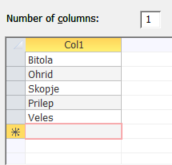 Number of columns: 1
Col1
Bitola
Ohrid
Skopje
Prilep
Veles